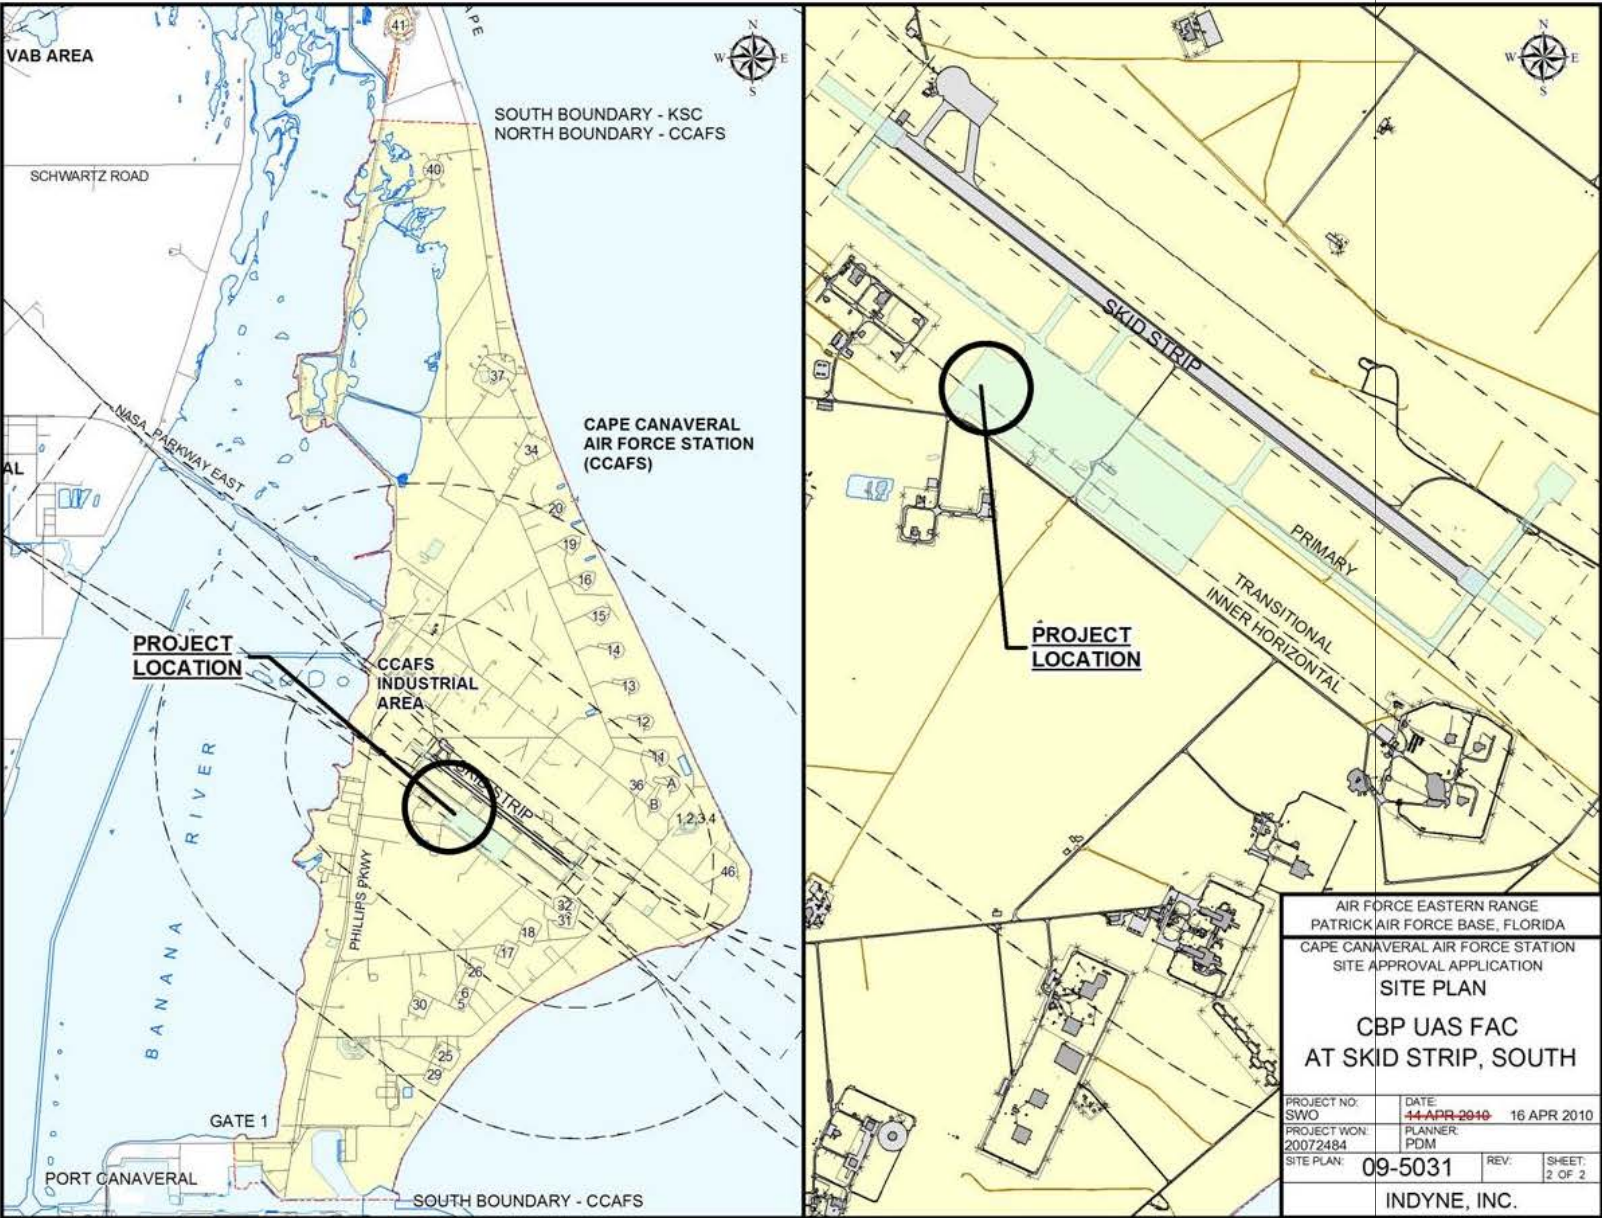 VAB AREA
41
N
W E
S
SOUTH BOUNDARY - KSC
NORTH BOUNDARY - CCAFS
SCHWARTZ ROAD
40
37
NASA PARKWAY EAST
CAPE CANAVERAL
AIR FORCE STATION
(CCAFS)
34
AL
20
19
16
15
PROJECT
LOCATION
14
CCAFS
INDUSTRIAL
AREA
13
12
11
36
A
B
SKID STRIP
1,2,3,4
BANANA RIVER
PHILLIPS PKWY
46
32
31
18
17
26
6
5
30
25
29
GATE 1
PORT CANAVERAL
SOUTH BOUNDARY - CCAFS
N
W E
S
SKID STRIP
PRIMARY
TRANSITIONAL
INNER HORIZONTAL
PROJECT
LOCATION
AIR FORCE EASTERN RANGE
PATRICK AIR FORCE BASE, FLORIDA
CAPE CANAVERAL AIR FORCE STATION
SITE APPROVAL APPLICATION
SITE PLAN
CBP UAS FAC
AT SKID STRIP, SOUTH
PROJECT NO: DATE:
SWO 14 APR 2010 16 APR 2010
PROJECT WON: PLANNER:
20072484 PDM
SITE PLAN: 09-5031 REV: SHEET:
2 OF 2
INDYNE, INC.